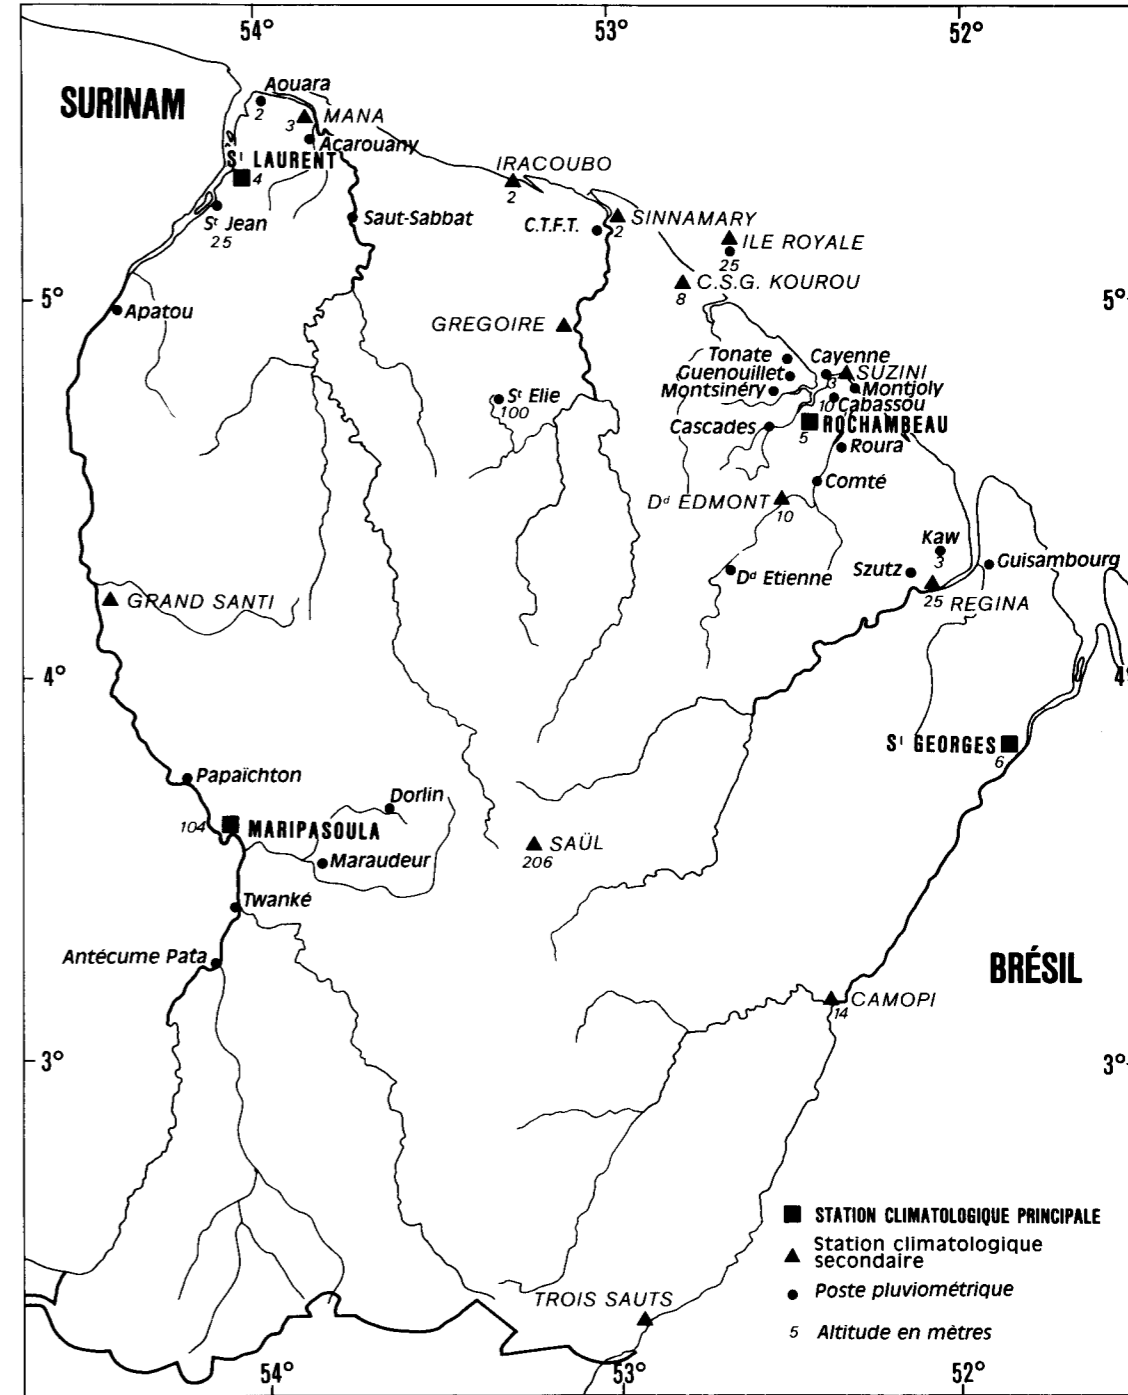 54°
53°
52°
SURINAM
Aouara
2
3
MANA
Acarouany
Sᵗ LAURENT
4
IRACOUBO
2
Sᵗ Jean
25
Saut-Sabbat
C.T.F.T.
2
SINNAMARY
ILE ROYALE
25
C.S.G. KOUROU
8
5°
5°
Apatou
GREGOIRE
Tonate
Cayenne
Guenouillet
3
SUZINI
Montsinéry
Montjoly
Sᵗ Elie
100
10
Cabassou
Cascades
5
ROCHAMBEAU
Roura
Comté
Dᵈ EDMONT
10
Kaw
3
Dᵈ Etienne
Szutz
Guisambourg
25
REGINA
GRAND SANTI
4°
4°
Sᵗ GEORGES
6
Papaïchton
Dorlin
104
MARIPASOULA
Maraudeur
SAÜL
206
Twanké
Antécume Pata
BRÉSIL
CAMOPI
14
3°
3°
STATION CLIMATOLOGIQUE PRINCIPALE
Station climatologique
secondaire
Poste pluviométrique
5 Altitude en mètres
TROIS SAUTS
54°
53°
52°